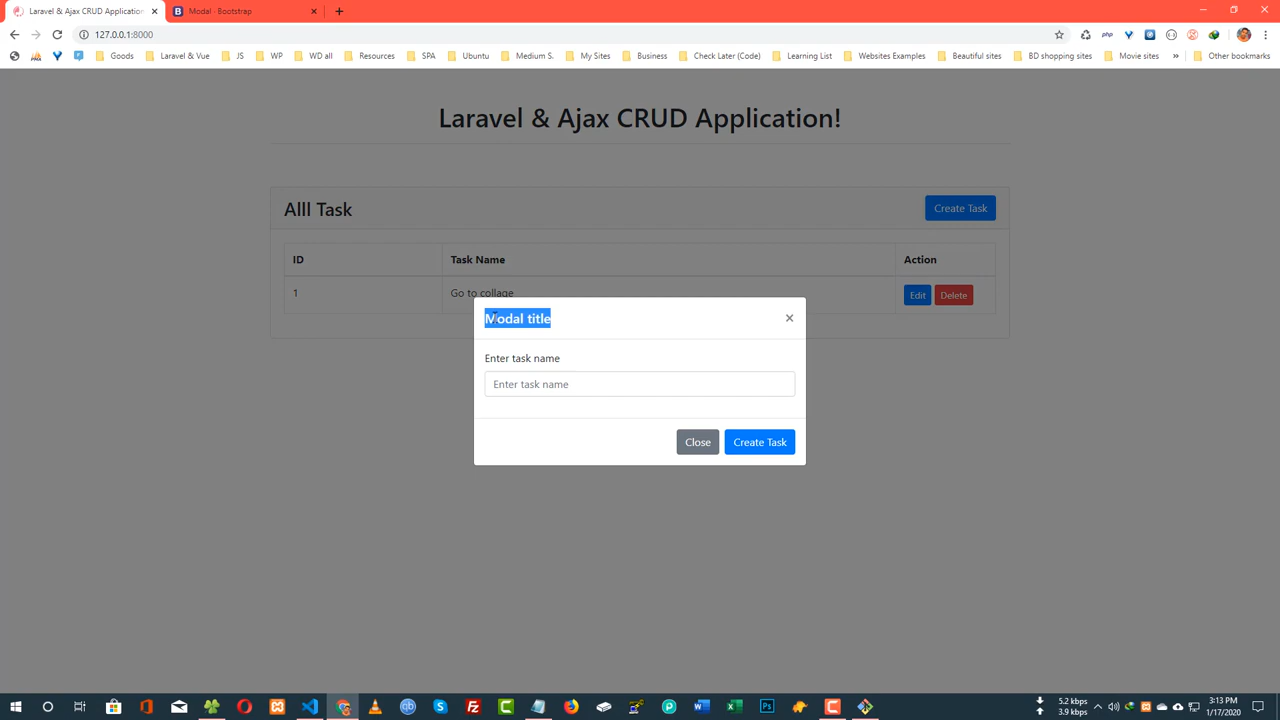 Laravel & Ajax CRUD Application
Modal · Bootstrap
127.0.0.1:8000
php
Goods
Laravel & Vue
JS
WP
WD all
Resources
SPA
Ubuntu
Medium S.
My Sites
Business
Check Later (Code)
Learning List
Websites Examples
Beautiful sites
BD shopping sites
Movie sites
»
Other bookmarks
Laravel & Ajax CRUD Application!
Alll Task
Create Task
ID
Task Name
Action
1
Go to collage
Edit
Delete
Modal title
×
Enter task name
Enter task name
Close
Create Task
5.2 kbps
3.9 kbps
3:13 PM
1/17/2020